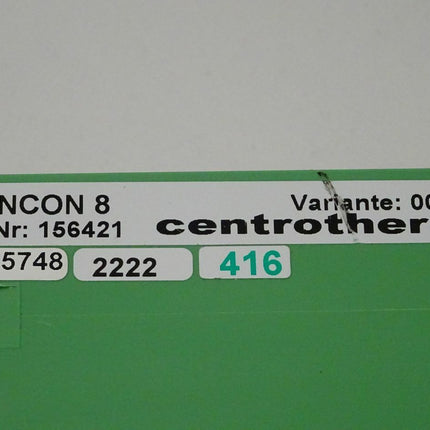 NCON 8 Variante: 00
Nr: 156421 centrother
5748 2222 416